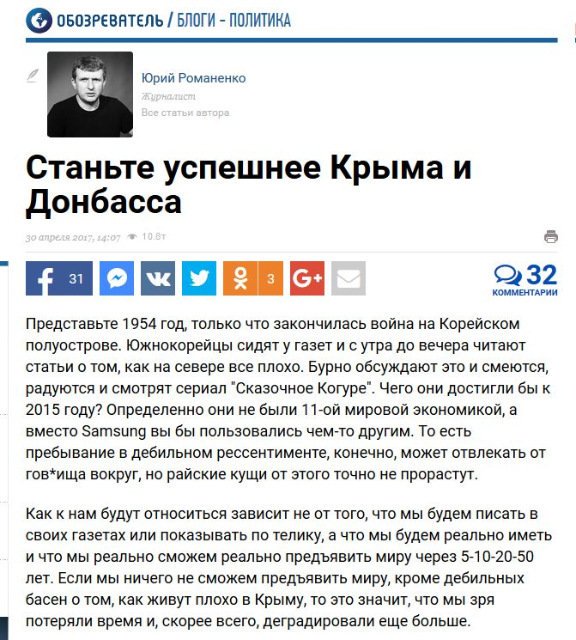 ОБОЗРЕВАТЕЛЬ / БЛОГИ - ПОЛИТИКА
Юрий Романенко
Журналист
Все статьи автора
Станьте успешнее Крыма и
Донбасса
30 апреля 2017, 14:07 10.8т
f 31 G+ 3 32
КОММЕНТАРИИ
Представьте 1954 год, только что закончилась война на Корейском
полуострове. Южнокорейцы сидят у газет и с утра до вечера читают
статьи о том, как на севере все плохо. Бурно обсуждают это и смеются,
радуются и смотрят сериал "Сказочное Когуре". Чего они достигли бы к
2015 году? Определенно они не были 11-ой мировой экономикой, а
вместо Samsung вы бы пользовались чем-то другим. То есть
пребывание в дебильном рессентименте, конечно, может отвлекать от
гов*ища вокруг, но райские кущи от этого точно не прорастут.
Как к нам будут относиться зависит не от того, что мы будем писать в
своих газетах или показывать по телику, а что мы будем реально иметь
и что мы реально сможем реально предъявить миру через 5-10-20-50
лет. Если мы ничего не сможем предъявить миру, кроме дебильных
басен о том, как живут плохо в Крыму, то это значит, что мы зря
потеряли время и, скорее всего, деградировали еще больше.